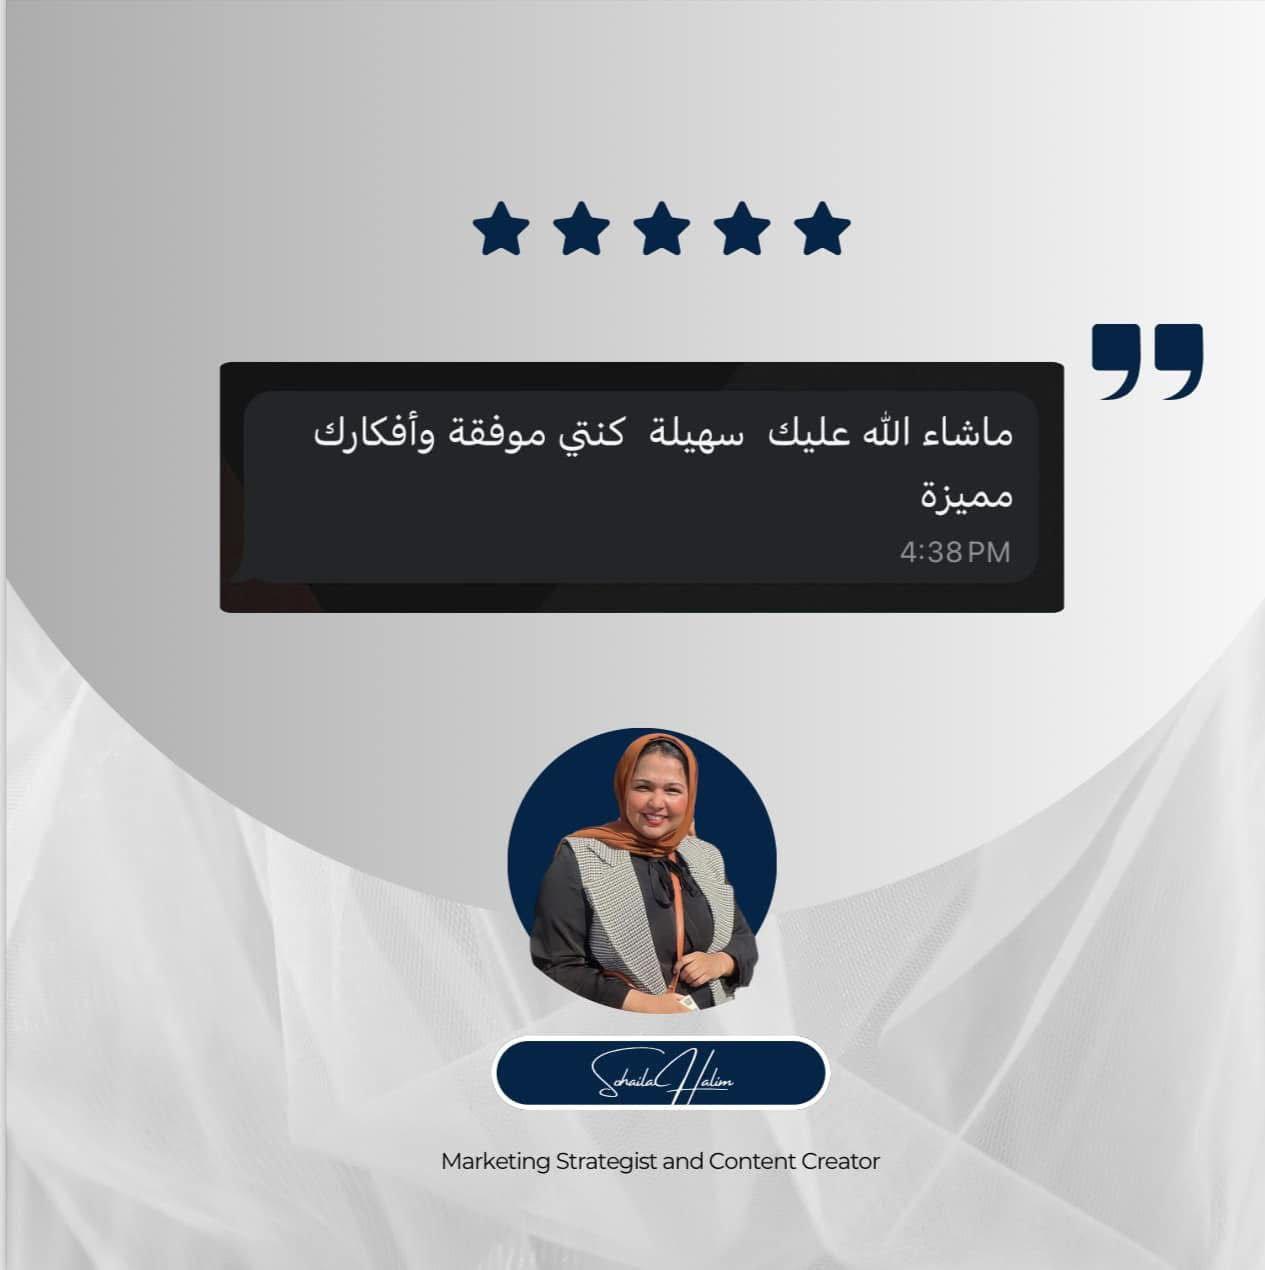 ماشاء الله عليك سهيلة كنتي موفقة وأفكارك
مميزة
4:38 PM
Sohaila Halim
Marketing Strategist and Content Creator